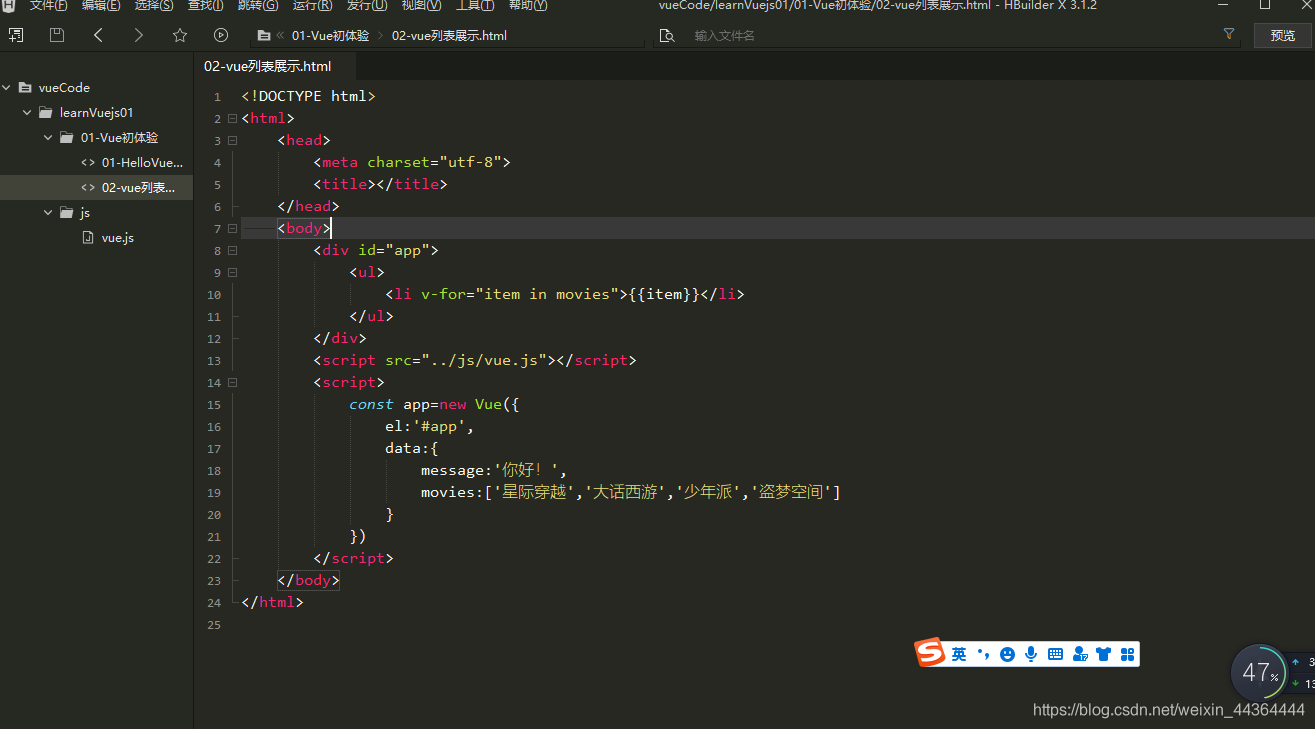 文件(F) 编辑(E) 选择(S) 查找(I) 跳转(G) 运行(R) 发行(U) 视图(V) 工具(T) 帮助(Y) vueCode/learnVuejs01/01-Vue初体验/02-vue列表展示.html - HBuilder X 3.1.2
01-Vue初体验 02-vue列表展示.html 输入文件名 预览
02-vue列表展示.html
vueCode
learnVuejs01
01-Vue初体验
<> 01-HelloVue...
<> 02-vue列表...
js
vue.js
1 <!DOCTYPE html>
2 <html>
3 <head>
4 <meta charset="utf-8">
5 <title></title>
6 </head>
7 <body>
8 <div id="app">
9 <ul>
10 <li v-for="item in movies">{{item}}</li>
11 </ul>
12 </div>
13 <script src="../js/vue.js"></script>
14 <script>
15 const app=new Vue({
16 el:'#app',
17 data:{
18 message:'你好！',
19 movies:['星际穿越','大话西游','少年派','盗梦空间']
20 }
21 })
22 </script>
23 </body>
24 </html>
25
S 英
47%
https://blog.csdn.net/weixin_44364444